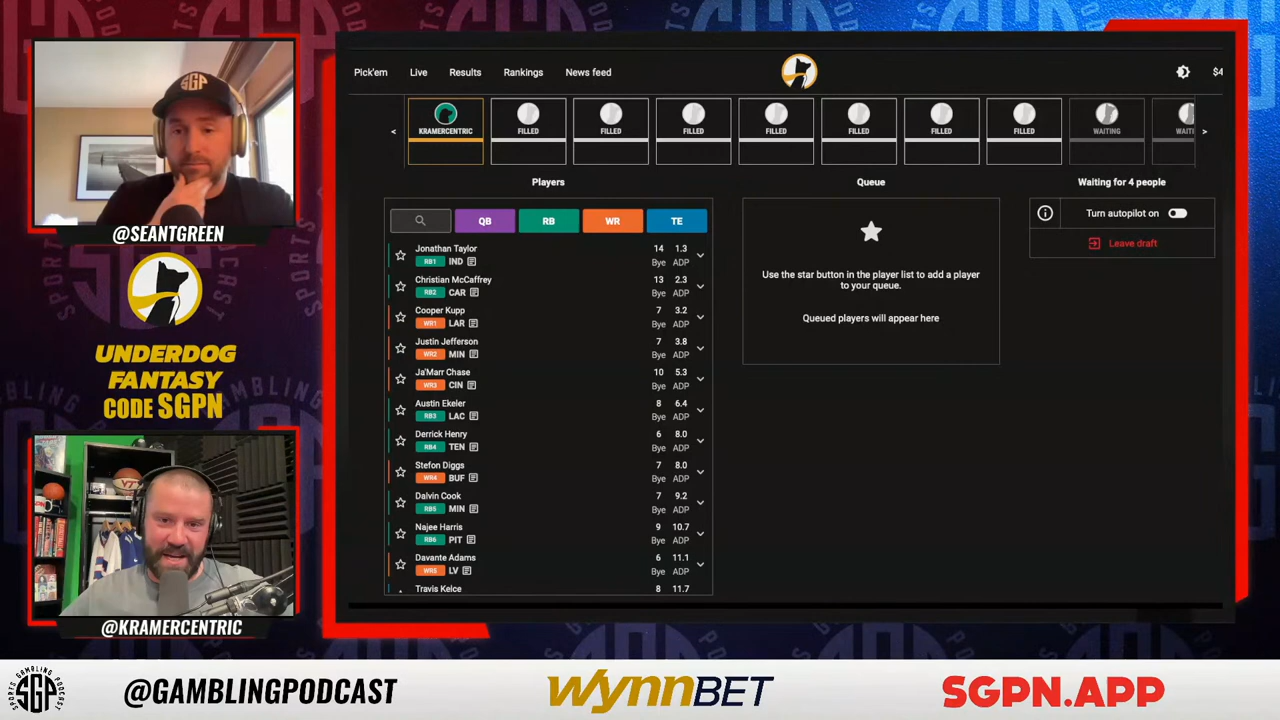 SGP
@SEANTGREEN
UNDERDOG
FANTASY
CODE SGPN
@KRAMERCENTRIC
Pick'em Live Results Rankings News feed $4
< KRAMERCENTRIC FILLED FILLED FILLED FILLED FILLED FILLED FILLED WAITING WAITI >
Players Queue Waiting for 4 people
QB RB WR TE
Turn autopilot on
Leave draft
Use the star button in the player list to add a player
to your queue.
Queued players will appear here
Jonathan Taylor 14 1.3
RB1 IND Bye ADP
Christian McCaffrey 13 2.3
RB2 CAR Bye ADP
Cooper Kupp 7 3.2
WR1 LAR Bye ADP
Justin Jefferson 7 3.8
WR2 MIN Bye ADP
Ja'Marr Chase 10 5.3
WR3 CIN Bye ADP
Austin Ekeler 8 6.4
RB3 LAC Bye ADP
Derrick Henry 6 8.0
RB4 TEN Bye ADP
Stefon Diggs 7 8.0
WR4 BUF Bye ADP
Dalvin Cook 7 9.2
RB5 MIN Bye ADP
Najee Harris 9 10.7
RB6 PIT Bye ADP
Davante Adams 6 11.1
WR5 LV Bye ADP
Travis Kelce 8 11.7
SPORTS GAMBLING PODCAST
SGP
@GAMBLINGPODCAST
WynnBET
SGPN.APP